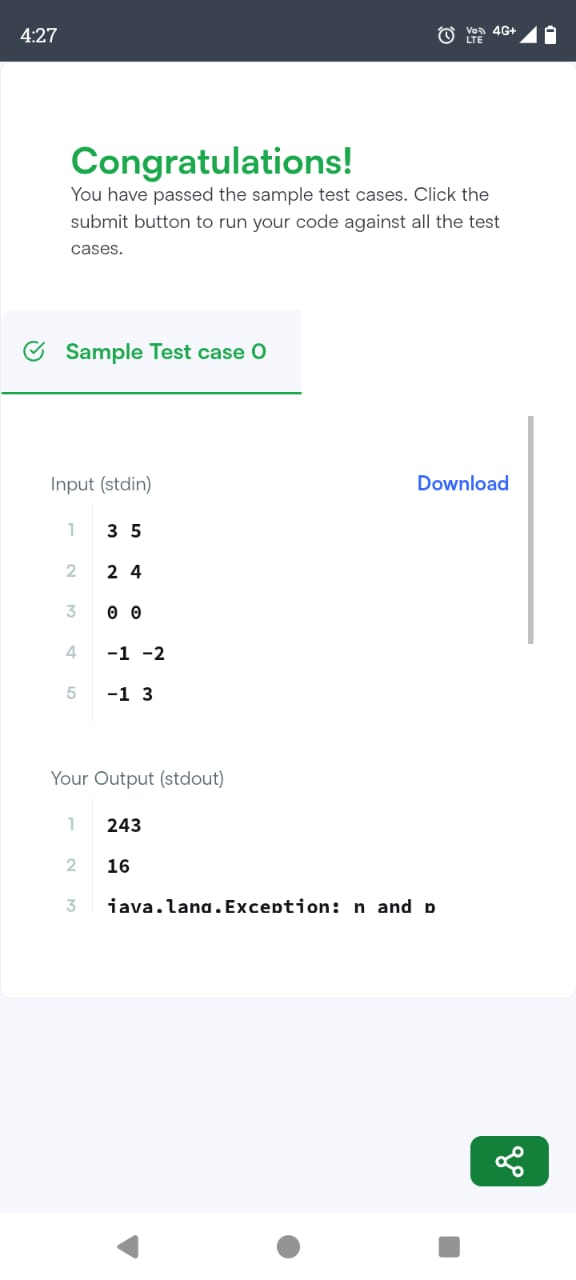 4:27
Vo)) LTE 4G+
Congratulations!
You have passed the sample test cases. Click the
submit button to run your code against all the test
cases.
Sample Test case 0
Input (stdin)
Download
1 3 5
2 2 4
3 0 0
4 -1 -2
5 -1 3
Your Output (stdout)
1 243
2 16
3 java.lang.Exception: n and p